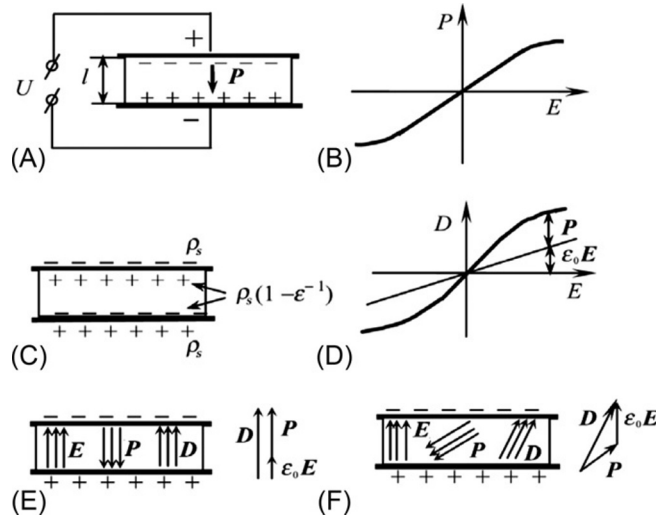 +
U
l
− − − − − −
P
+ + + + + +
−
(A)
P
E
(B)
ρs
− − − − − −
+ + + + + +
ρs(1 − ε⁻¹)
+ + + + + +
ρs
(C)
D
P
ε₀E
E
(D)
− − − − − −
E P D
D P
ε₀E
+ + + + + +
(E)
− − − − − −
E P D
D ε₀E
P
+ + + + + +
(F)